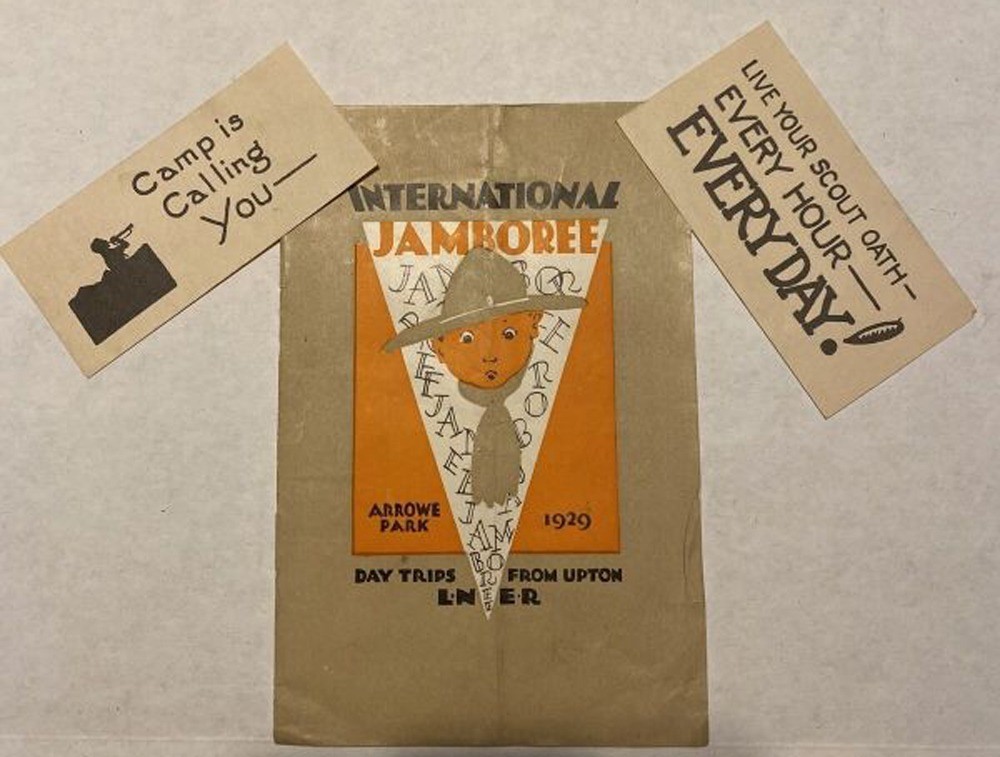 Camp is
Calling
You—
INTERNATIONAL
JAMBOREE
ARROWE
PARK
1929
DAY TRIPS FROM UPTON
L·N·E·R
LIVE YOUR SCOUT OATH—
EVERY HOUR—
EVERY DAY!